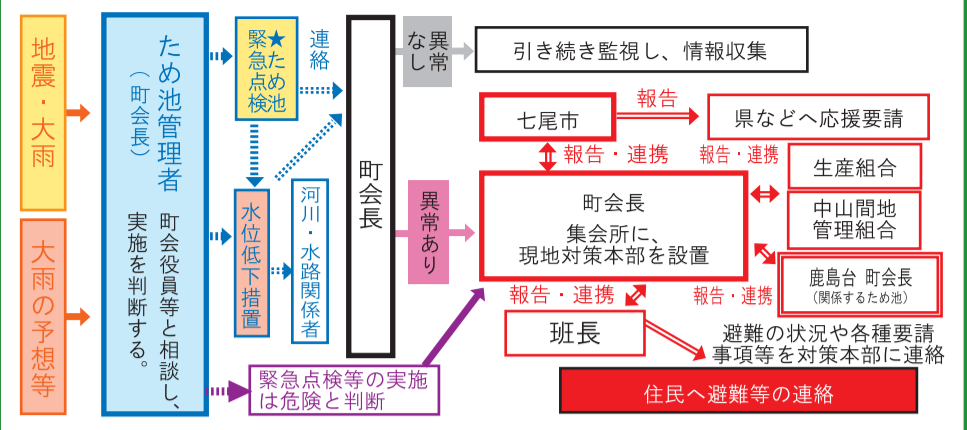 地震・大雨
大雨の予想等
ため池管理者
（町会長）
町会役員等と相談し、
実施を判断する。
★ため池
緊急点検
連絡
水位低下措置
河川・水路関係者
緊急点検等の実施
は危険と判断
町会長
異常
なし
引き続き監視し、情報収集
異常あり
七尾市
報告
県などへ応援要請
報告・連携
報告・連携
町会長
集会所に、
現地対策本部を設置
生産組合
中山間地
管理組合
鹿島台 町会長
（関係するため池）
報告・連携
報告・連携
班長
避難の状況や各種要請
事項等を対策本部に連絡
住民へ避難等の連絡